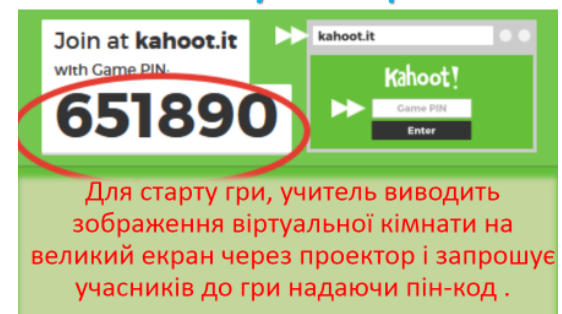 Join at kahoot.it
with Game PIN:
651890
kahoot.it
Kahoot!
Game PIN
Enter
Для старту гри, учитель виводить
зображення віртуальної кімнати на
великий екран через проектор і запрошує
учасників до гри надаючи пін-код .